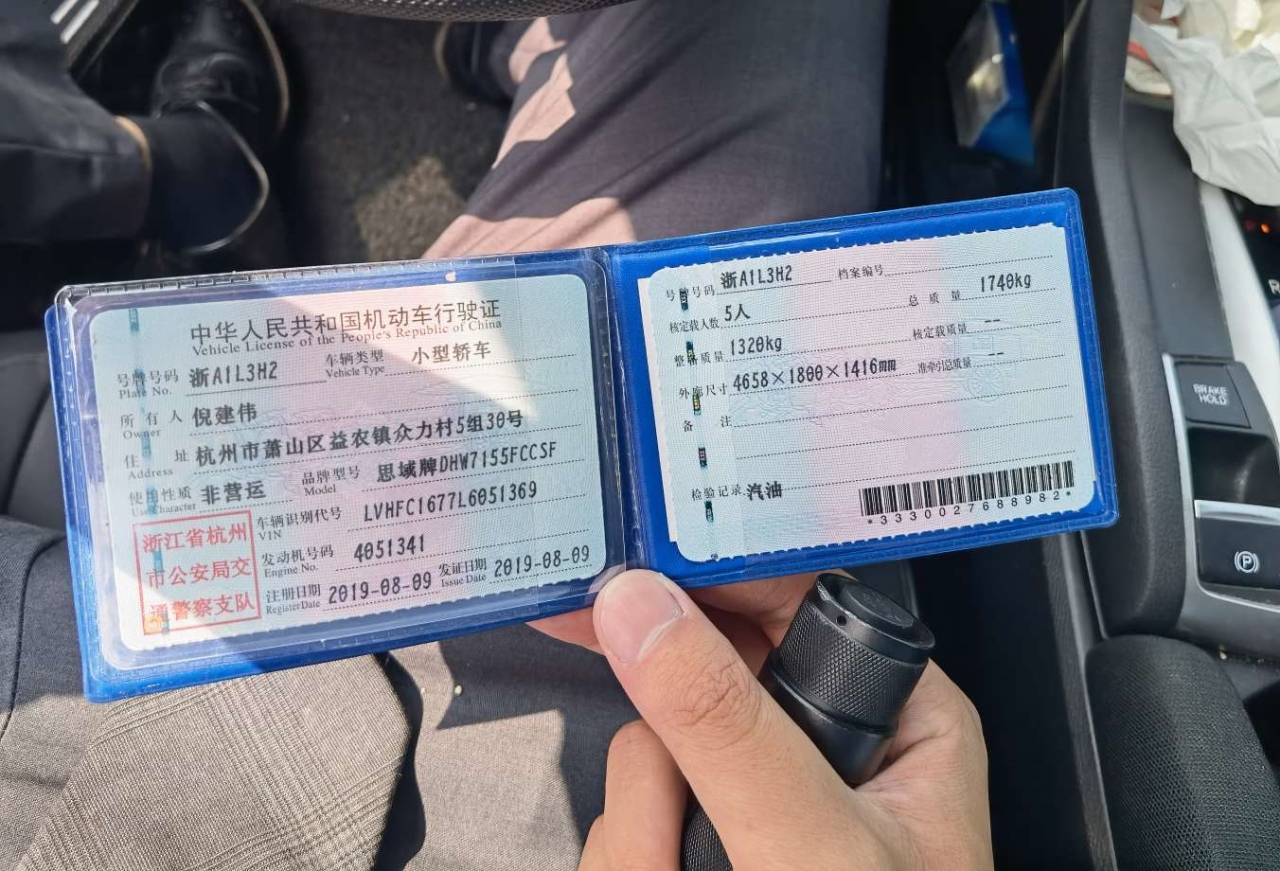 中华人民共和国机动车行驶证
Vehicle License of the People's Republic of China
号牌号码 浙A1L3H2 车辆类型 小型轿车
Plate No. Vehicle Type
所有人 倪建伟
Owner
住址 杭州市萧山区益农镇众力村5组30号
Address
使用性质 非营运 品牌型号 思域牌DHW7155FCCSF
Use Character Model
车辆识别代号 LVHFC1677L6051369
VIN
发动机号码 4051341
Engine No.
注册日期 2019-08-09 发证日期 2019-08-09
Register Date Issue Date
浙江省杭州
市公安局交
通警察支队
号牌号码 浙A1L3H2 档案编号
核定载人数 5人 总质量 1740kg
整备质量 1320kg 核定载质量 --
外廓尺寸 4658×1800×1416mm 准牵引总质量 --
备注
检验记录 汽油
*3330027688982*
BRAKE
HOLD
P
R